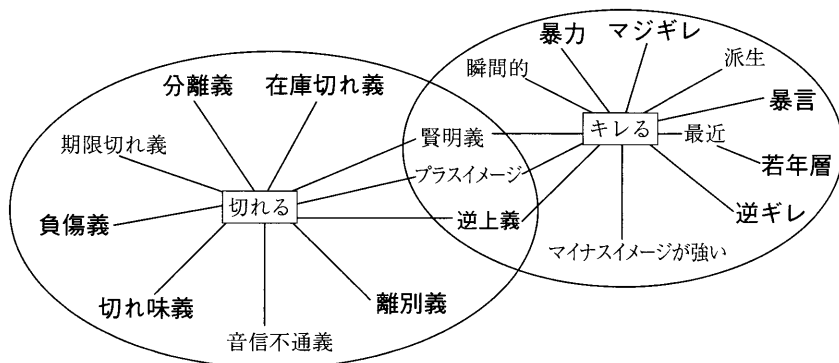 暴力
マジギレ
瞬間的
派生
分離義
在庫切れ義
暴言
期限切れ義
賢明義
キレる
最近
プラスイメージ
若年層
切れる
負傷義
逆上義
逆ギレ
マイナスイメージが強い
切れ味義
離別義
音信不通義